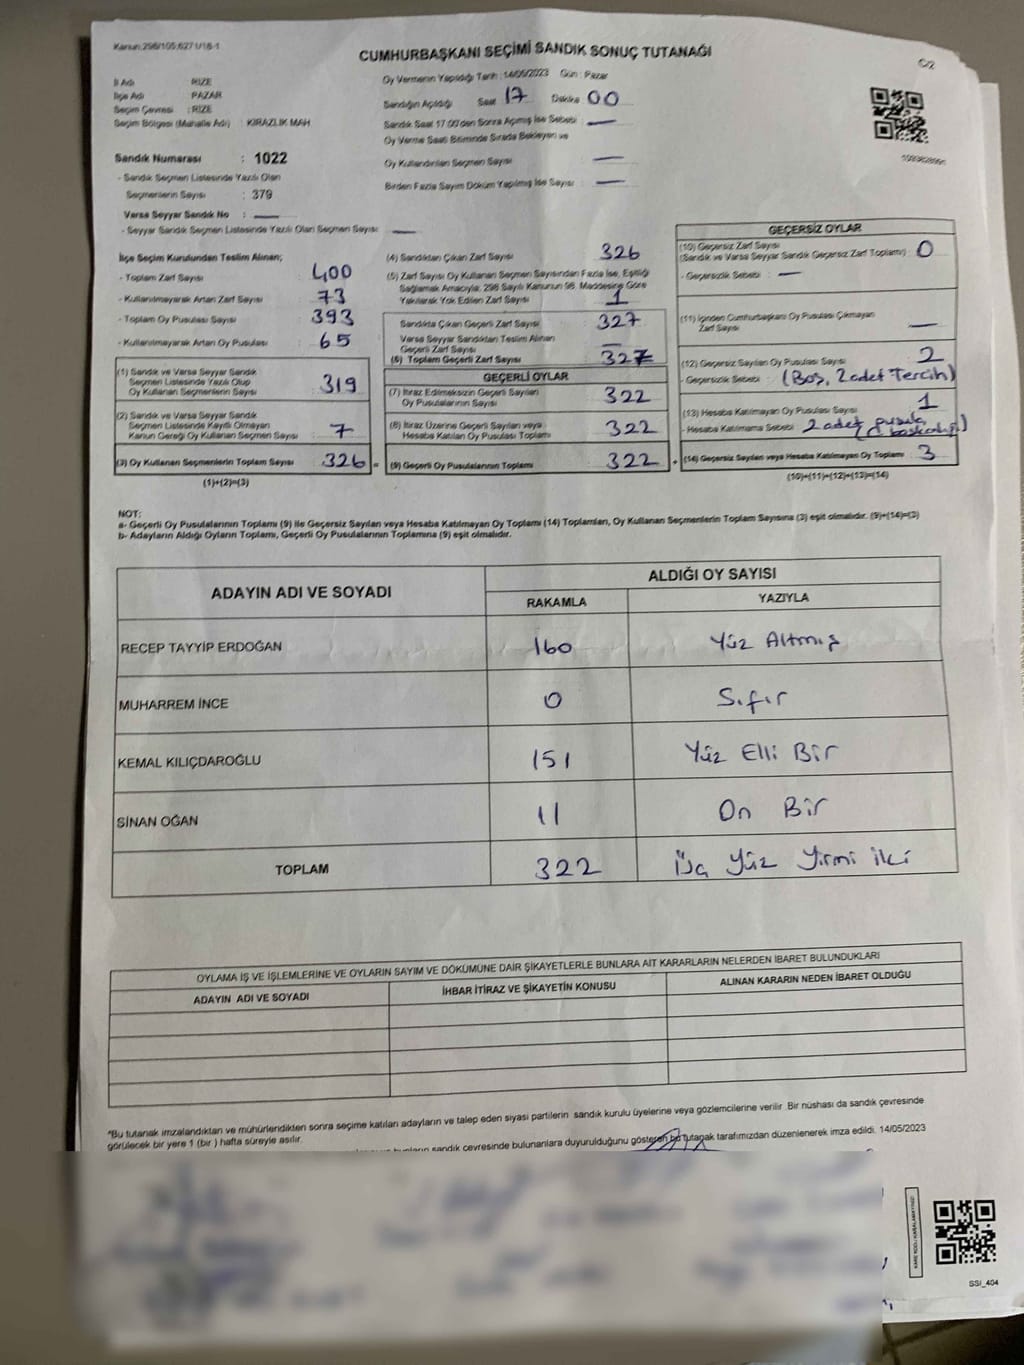 Kanun:298/105;6271/18-1
CUMHURBAŞKANI SEÇİMİ SANDIK SONUÇ TUTANAĞI
C/2
İl Adı : RİZE
İlçe Adı : PAZAR
Seçim Çevresi : RİZE
Seçim Bölgesi (Mahalle Adı) : KİRAZLIK MAH
Sandık Numarası : 1022
- Sandık Seçmen Listesinde Yazılı Olan
Seçmenlerin Sayısı : 379
Varsa Seyyar Sandık No : —
- Seyyar Sandık Seçmen Listesinde Yazılı Olan Seçmen Sayısı : —
Oy Vermenin Yapıldığı Tarih : 14/05/2023 Gün : Pazar
Sandığın Açıldığı Saat 17 Dakika 00
Sandık Saat 17:00'den Sonra Açılmış İse Sebebi : —
Oy Verme Saati Bitiminde Sırada Bekleyen ve
Oy Kullandırılan Seçmen Sayısı : —
Birden Fazla Sayım Döküm Yapılmış İse Sayısı : —
İlçe Seçim Kurulundan Teslim Alınan;
- Toplam Zarf Sayısı : 400
- Kullanılmayarak Artan Zarf Sayısı : 73
- Toplam Oy Pusulası Sayısı : 393
- Kullanılmayarak Artan Oy Pusulası : 65
(1) Sandık ve Varsa Seyyar Sandık
Seçmen Listesinde Yazılı Olup
Oy Kullanan Seçmenlerin Sayısı : 319
(2) Sandık ve Varsa Seyyar Sandık
Seçmen Listesinde Kayıtlı Olmayan
Kanun Gereği Oy Kullanan Seçmen Sayısı : 7
(3) Oy Kullanan Seçmenlerin Toplam Sayısı : 326 =
(1)+(2)=(3)
(4) Sandıktan Çıkan Zarf Sayısı : 326
(5) Zarf Sayısı Oy Kullanan Seçmen Sayısından Fazla İse, Eşitliği
Sağlamak Amacıyla; 298 Sayılı Kanunun 98. Maddesine Göre
Yakılarak Yok Edilen Zarf Sayısı : 1
Sandıkta Çıkan Geçerli Zarf Sayısı : 327
Varsa Seyyar Sandıktan Teslim Alınan
Geçerli Zarf Sayısı : —
(6) Toplam Geçerli Zarf Sayısı : 327
GEÇERLİ OYLAR
(7) İtiraz Edilmeksizin Geçerli Sayılan
Oy Pusulalarının Sayısı : 322
(8) İtiraz Üzerine Geçerli Sayılan veya
Hesaba Katılan Oy Pusulası Toplamı : 322
(9) Geçerli Oy Pusulalarının Toplamı : 322 +
GEÇERSİZ OYLAR
(10) Geçersiz Zarf Sayısı
(Sandık ve Varsa Seyyar Sandık Geçersiz Zarf Toplamı) : 0
- Geçersizlik Sebebi : —
(11) İçinden Cumhurbaşkanı Oy Pusulası Çıkmayan
Zarf Sayısı : —
(12) Geçersiz Sayılan Oy Pusulası Sayısı : 2
- Geçersizlik Sebebi : (Boş, 2 adet Tercih)
(13) Hesaba Katılmayan Oy Pusulası Sayısı : 1
- Hesaba Katılmama Sebebi : 2 adet pusula
(14) Geçersiz Sayılan veya Hesaba Katılmayan Oy Toplamı : 3
(10)+(11)+(12)+(13)=(14)
NOT:
a- Geçerli Oy Pusulalarının Toplamı (9) ile Geçersiz Sayılan veya Hesaba Katılmayan Oy Toplamı (14) Toplamları, Oy Kullanan Seçmenlerin Toplam Sayısına (3) eşit olmalıdır. (9)+(14)=(3)
b- Adayların Aldığı Oyların Toplamı, Geçerli Oy Pusulalarının Toplamına (9) eşit olmalıdır.
ADAYIN ADI VE SOYADI ALDIĞI OY SAYISI
RAKAMLA YAZIYLA
RECEP TAYYİP ERDOĞAN 160 Yüz Altmış
MUHARREM İNCE 0 Sıfır
KEMAL KILIÇDAROĞLU 151 Yüz Elli Bir
SİNAN OĞAN 11 On Bir
TOPLAM 322 Üç Yüz Yirmi iki
OYLAMA İŞ VE İŞLEMLERİNE VE OYLARIN SAYIM VE DÖKÜMÜNE DAİR ŞİKAYETLERLE BUNLARA AİT KARARLARIN NELERDEN İBARET BULUNDUKLARI
ADAYIN ADI VE SOYADI İHBAR İTİRAZ VE ŞİKAYETİN KONUSU ALINAN KARARIN NEDEN İBARET OLDUĞU
*Bu tutanak imzalandıktan ve mühürlendikten sonra seçime katılan adayların ve talep eden siyasi partilerin sandık kurulu üyelerine veya gözlemcilerine verilir. Bir nüshası da sandık çevresinde
görülecek bir yere 1 (bir ) hafta süreyle asılır.
sandık çevresinde bulunanlara duyurulduğunu gösteren bu tutanak tarafımızdan düzenlenerek imza edildi. 14/05/2023
SSI_404